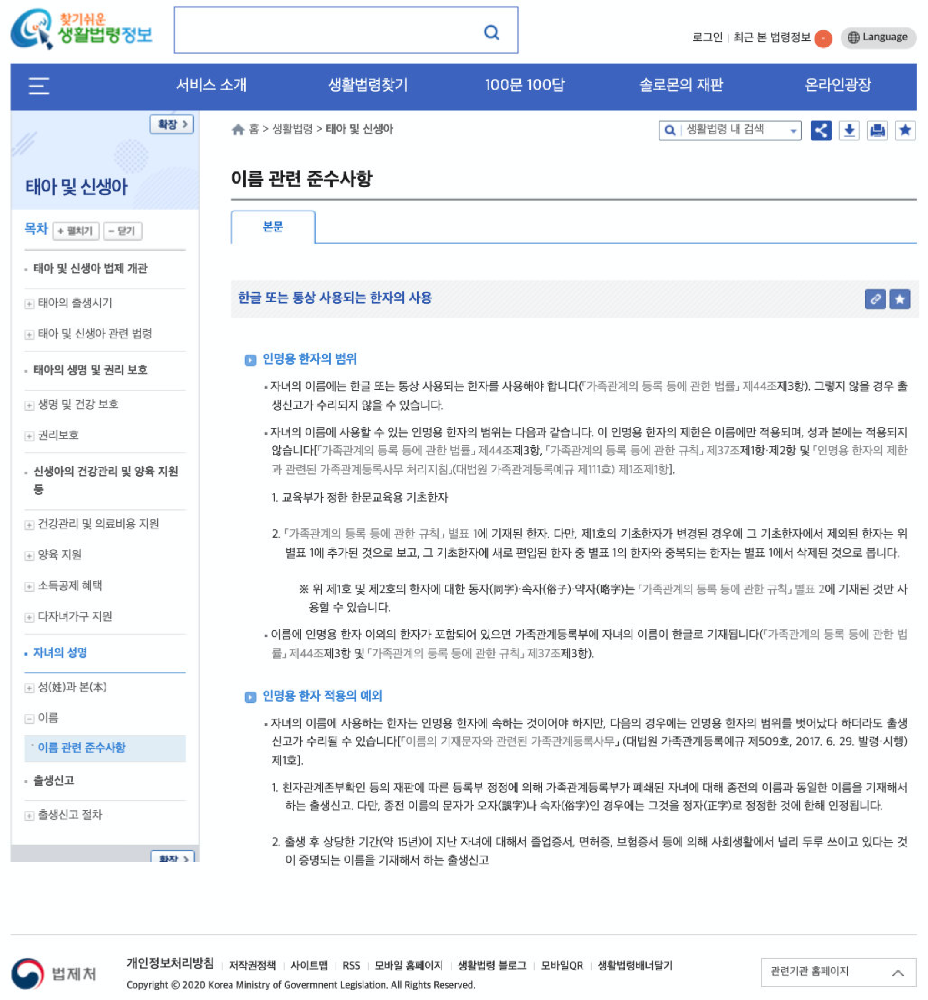 찾기쉬운
생활법령정보
로그인 최근 본 법령정보 - Language
서비스 소개 생활법령찾기 100문 100답 솔로몬의 재판 온라인광장
확장 >
태아 및 신생아
목차 + 펼치기 - 닫기
태아 및 신생아 법제 개관
태아의 출생시기
태아 및 신생아 관련 법령
태아의 생명 및 권리 보호
생명 및 건강 보호
권리보호
신생아의 건강관리 및 양육 지원
등
건강관리 및 의료비용 지원
양육 지원
소득공제 혜택
다자녀가구 지원
자녀의 성명
성(姓)과 본(本)
이름
이름 관련 준수사항
출생신고
출생신고 절차
확장 >
홈 > 생활법령 > 태아 및 신생아
생활법령 내 검색
이름 관련 준수사항
본문
한글 또는 통상 사용되는 한자의 사용
인명용 한자의 범위
자녀의 이름에는 한글 또는 통상 사용되는 한자를 사용해야 합니다(「가족관계의 등록 등에 관한 법률」 제44조제3항). 그렇지 않을 경우 출
생신고가 수리되지 않을 수 있습니다.
자녀의 이름에 사용할 수 있는 인명용 한자의 범위는 다음과 같습니다. 이 인명용 한자의 제한은 이름에만 적용되며, 성과 본에는 적용되지
않습니다[「가족관계의 등록 등에 관한 법률」 제44조제3항, 「가족관계의 등록 등에 관한 규칙」 제37조제1항·제2항 및 「인명용 한자의 제한
과 관련된 가족관계등록사무 처리지침」(대법원 가족관계등록예규 제111호) 제1조제1항].
1. 교육부가 정한 한문교육용 기초한자
2. 「가족관계의 등록 등에 관한 규칙」 별표 1에 기재된 한자. 다만, 제1호의 기초한자가 변경된 경우에 그 기초한자에서 제외된 한자는 위
별표 1에 추가된 것으로 보고, 그 기초한자에 새로 편입된 한자 중 별표 1의 한자와 중복되는 한자는 별표 1에서 삭제된 것으로 봅니다.
※ 위 제1호 및 제2호의 한자에 대한 동자(同字)·속자(俗子)·약자(略字)는 「가족관계의 등록 등에 관한 규칙」 별표 2에 기재된 것만 사
용할 수 있습니다.
이름에 인명용 한자 이외의 한자가 포함되어 있으면 가족관계등록부에 자녀의 이름이 한글로 기재됩니다(「가족관계의 등록 등에 관한 법
률」 제44조제3항 및 「가족관계의 등록 등에 관한 규칙」 제37조제3항).
인명용 한자 적용의 예외
자녀의 이름에 사용하는 한자는 인명용 한자에 속하는 것이어야 하지만, 다음의 경우에는 인명용 한자의 범위를 벗어났다 하더라도 출생
신고가 수리될 수 있습니다[「이름의 기재문자와 관련된 가족관계등록사무」 (대법원 가족관계등록예규 제509호, 2017. 6. 29. 발령·시행)
제1호].
1. 친자관계존부확인 등의 재판에 따른 등록부 정정에 의해 가족관계등록부가 폐쇄된 자녀에 대해 종전의 이름과 동일한 이름을 기재해서
하는 출생신고. 다만, 종전 이름의 문자가 오자(誤字)나 속자(俗字)인 경우에는 그것을 정자(正字)로 정정한 것에 한해 인정됩니다.
2. 출생 후 상당한 기간(약 15년)이 지난 자녀에 대해서 졸업증서, 면허증, 보험증서 등에 의해 사회생활에서 널리 두루 쓰이고 있다는 것
이 증명되는 이름을 기재해서 하는 출생신고
법제처
개인정보처리방침 저작권정책 사이트맵 RSS 모바일 홈페이지 생활법령 블로그 모바일QR 생활법령배너달기
Copyright © 2020 Korea Ministry of Govermnent Legislation. All Rights Reserved.
관련기관 홈페이지